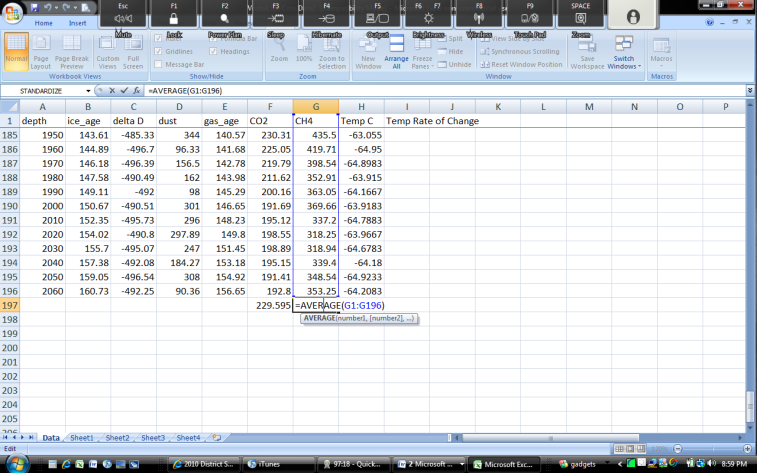 Esc F1 F2 F3 F4 F5 F6 F7 F8 F9 SPACE
Mute Lock Power Plan Sleep Hibernate Output Brightness Wireless Touch Pad Zoom
Home Insert
Normal Page Layout Page Break Preview Custom Views Full Screen
Workbook Views
Gridlines Headings
Message Bar
Show/Hide
Zoom 100% Zoom to Selection
Zoom
New Window Arrange All Freeze Panes
Split
Hide
Unhide
View Side by Side
Synchronous Scrolling
Reset Window Position
Window
Save Workspace Switch Windows
Macros
Macros
STANDARDIZE =AVERAGE(G1:G196)
A B C D E F G H I J K L M N O P
1 depth ice_age delta D dust gas_age CO2 CH4 Temp C Temp Rate of Change
185 1950 143.61 -485.33 344 140.57 230.31 435.5 -63.055
186 1960 144.89 -496.7 96.33 141.68 225.05 419.71 -64.95
187 1970 146.18 -496.39 156.5 142.78 219.79 398.54 -64.8983
188 1980 147.58 -490.49 162 143.98 211.62 352.91 -63.915
189 1990 149.11 -492 98 145.29 200.16 363.05 -64.1667
190 2000 150.67 -490.51 301 146.65 191.69 369.66 -63.9183
191 2010 152.35 -495.73 296 148.23 195.12 337.2 -64.7883
192 2020 154.02 -490.8 297.89 149.8 198.55 318.25 -63.9667
193 2030 155.7 -495.07 247 151.45 198.89 318.94 -64.6783
194 2040 157.38 -492.08 184.27 153.18 195.15 339.4 -64.18
195 2050 159.05 -496.54 308 154.92 191.41 348.54 -64.9233
196 2060 160.73 -492.25 90.36 156.65 192.8 353.25 -64.2083
197 229.595 =AVERAGE(G1:G196)
198 AVERAGE(number1, [number2], ...)
199
200
201
202
203
204
205
Data Sheet1 Sheet2 Sheet3 Sheet4
Edit
2010 District S... iTunes 97:18 - Quick... 2 Microsoft ... Microsoft Exc... gadgets 8:59 PM